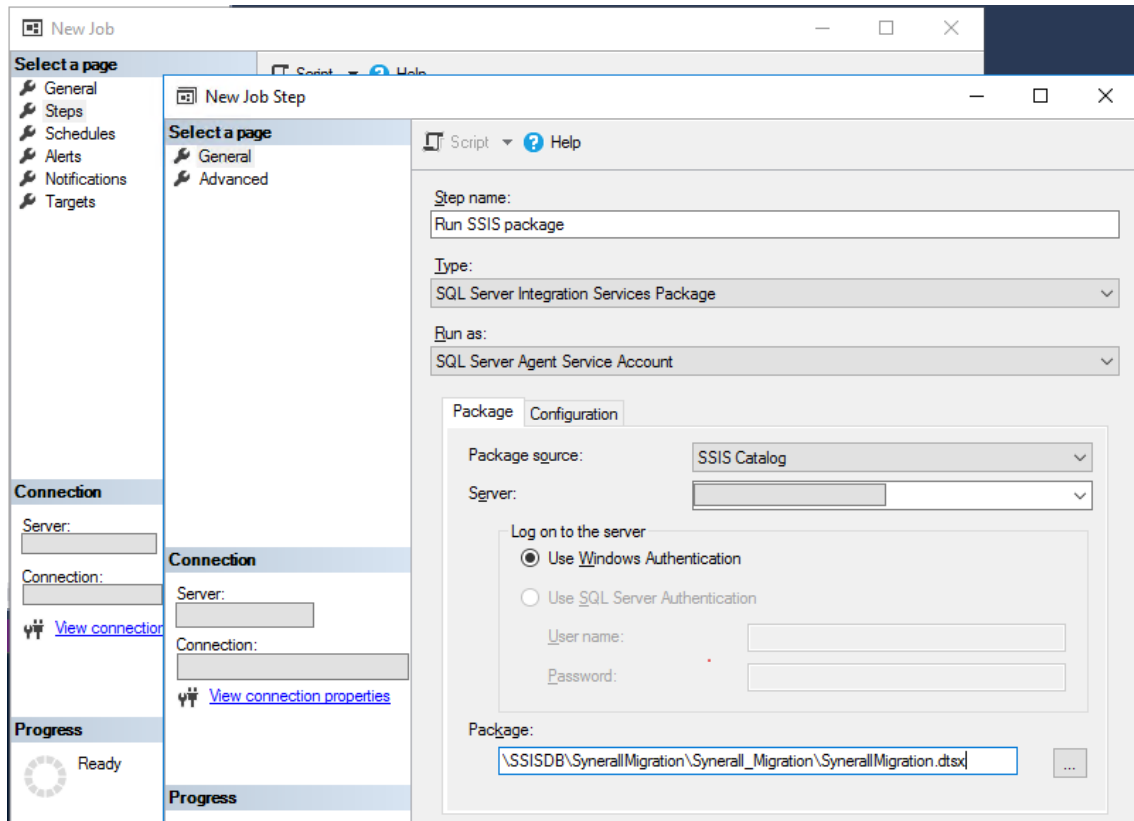 New Job
Select a page
General
Steps
Schedules
Alerts
Notifications
Targets
Script Help
Connection
Server:
Connection:
View connection
Progress
Ready
New Job Step
Select a page
General
Advanced
Connection
Server:
Connection:
View connection properties
Progress
Script Help
Step name:
Run SSIS package
Type:
SQL Server Integration Services Package
Run as:
SQL Server Agent Service Account
Package Configuration
Package source: SSIS Catalog
Server:
Log on to the server
Use Windows Authentication
Use SQL Server Authentication
User name:
Password:
Package:
\SSISDB\SynerallMigration\Synerall_Migration\SynerallMigration.dtsx
...